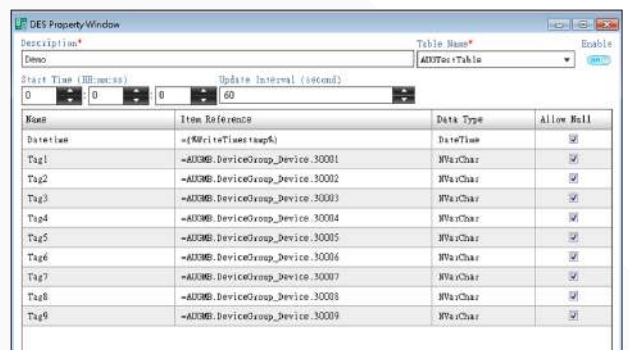 DES Property Window
Description* Table Name* Enable
Demo AUGTestTable
Start Time (HH:mm:ss) Update Interval (second)
0 : 0 : 0 60
Name Item Reference Data Type Allow Null
Datetime ={%WriteTimestamp%} DateTime
Tag1 =AUGMB.DeviceGroup_Device.30001 NVarChar
Tag2 =AUGMB.DeviceGroup_Device.30002 NVarChar
Tag3 =AUGMB.DeviceGroup_Device.30003 NVarChar
Tag4 =AUGMB.DeviceGroup_Device.30004 NVarChar
Tag5 =AUGMB.DeviceGroup_Device.30005 NVarChar
Tag6 =AUGMB.DeviceGroup_Device.30006 NVarChar
Tag7 =AUGMB.DeviceGroup_Device.30007 NVarChar
Tag8 =AUGMB.DeviceGroup_Device.30008 NVarChar
Tag9 =AUGMB.DeviceGroup_Device.30009 NVarChar